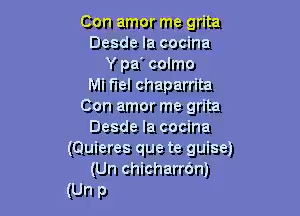 Con amor me grita
Desde la cocina
Y pa' colmo
Mi fiel chaparrita
Con amor me grita
Desde la cocina
(Quieres que te guise)
(Un chicharrón)
(Un p